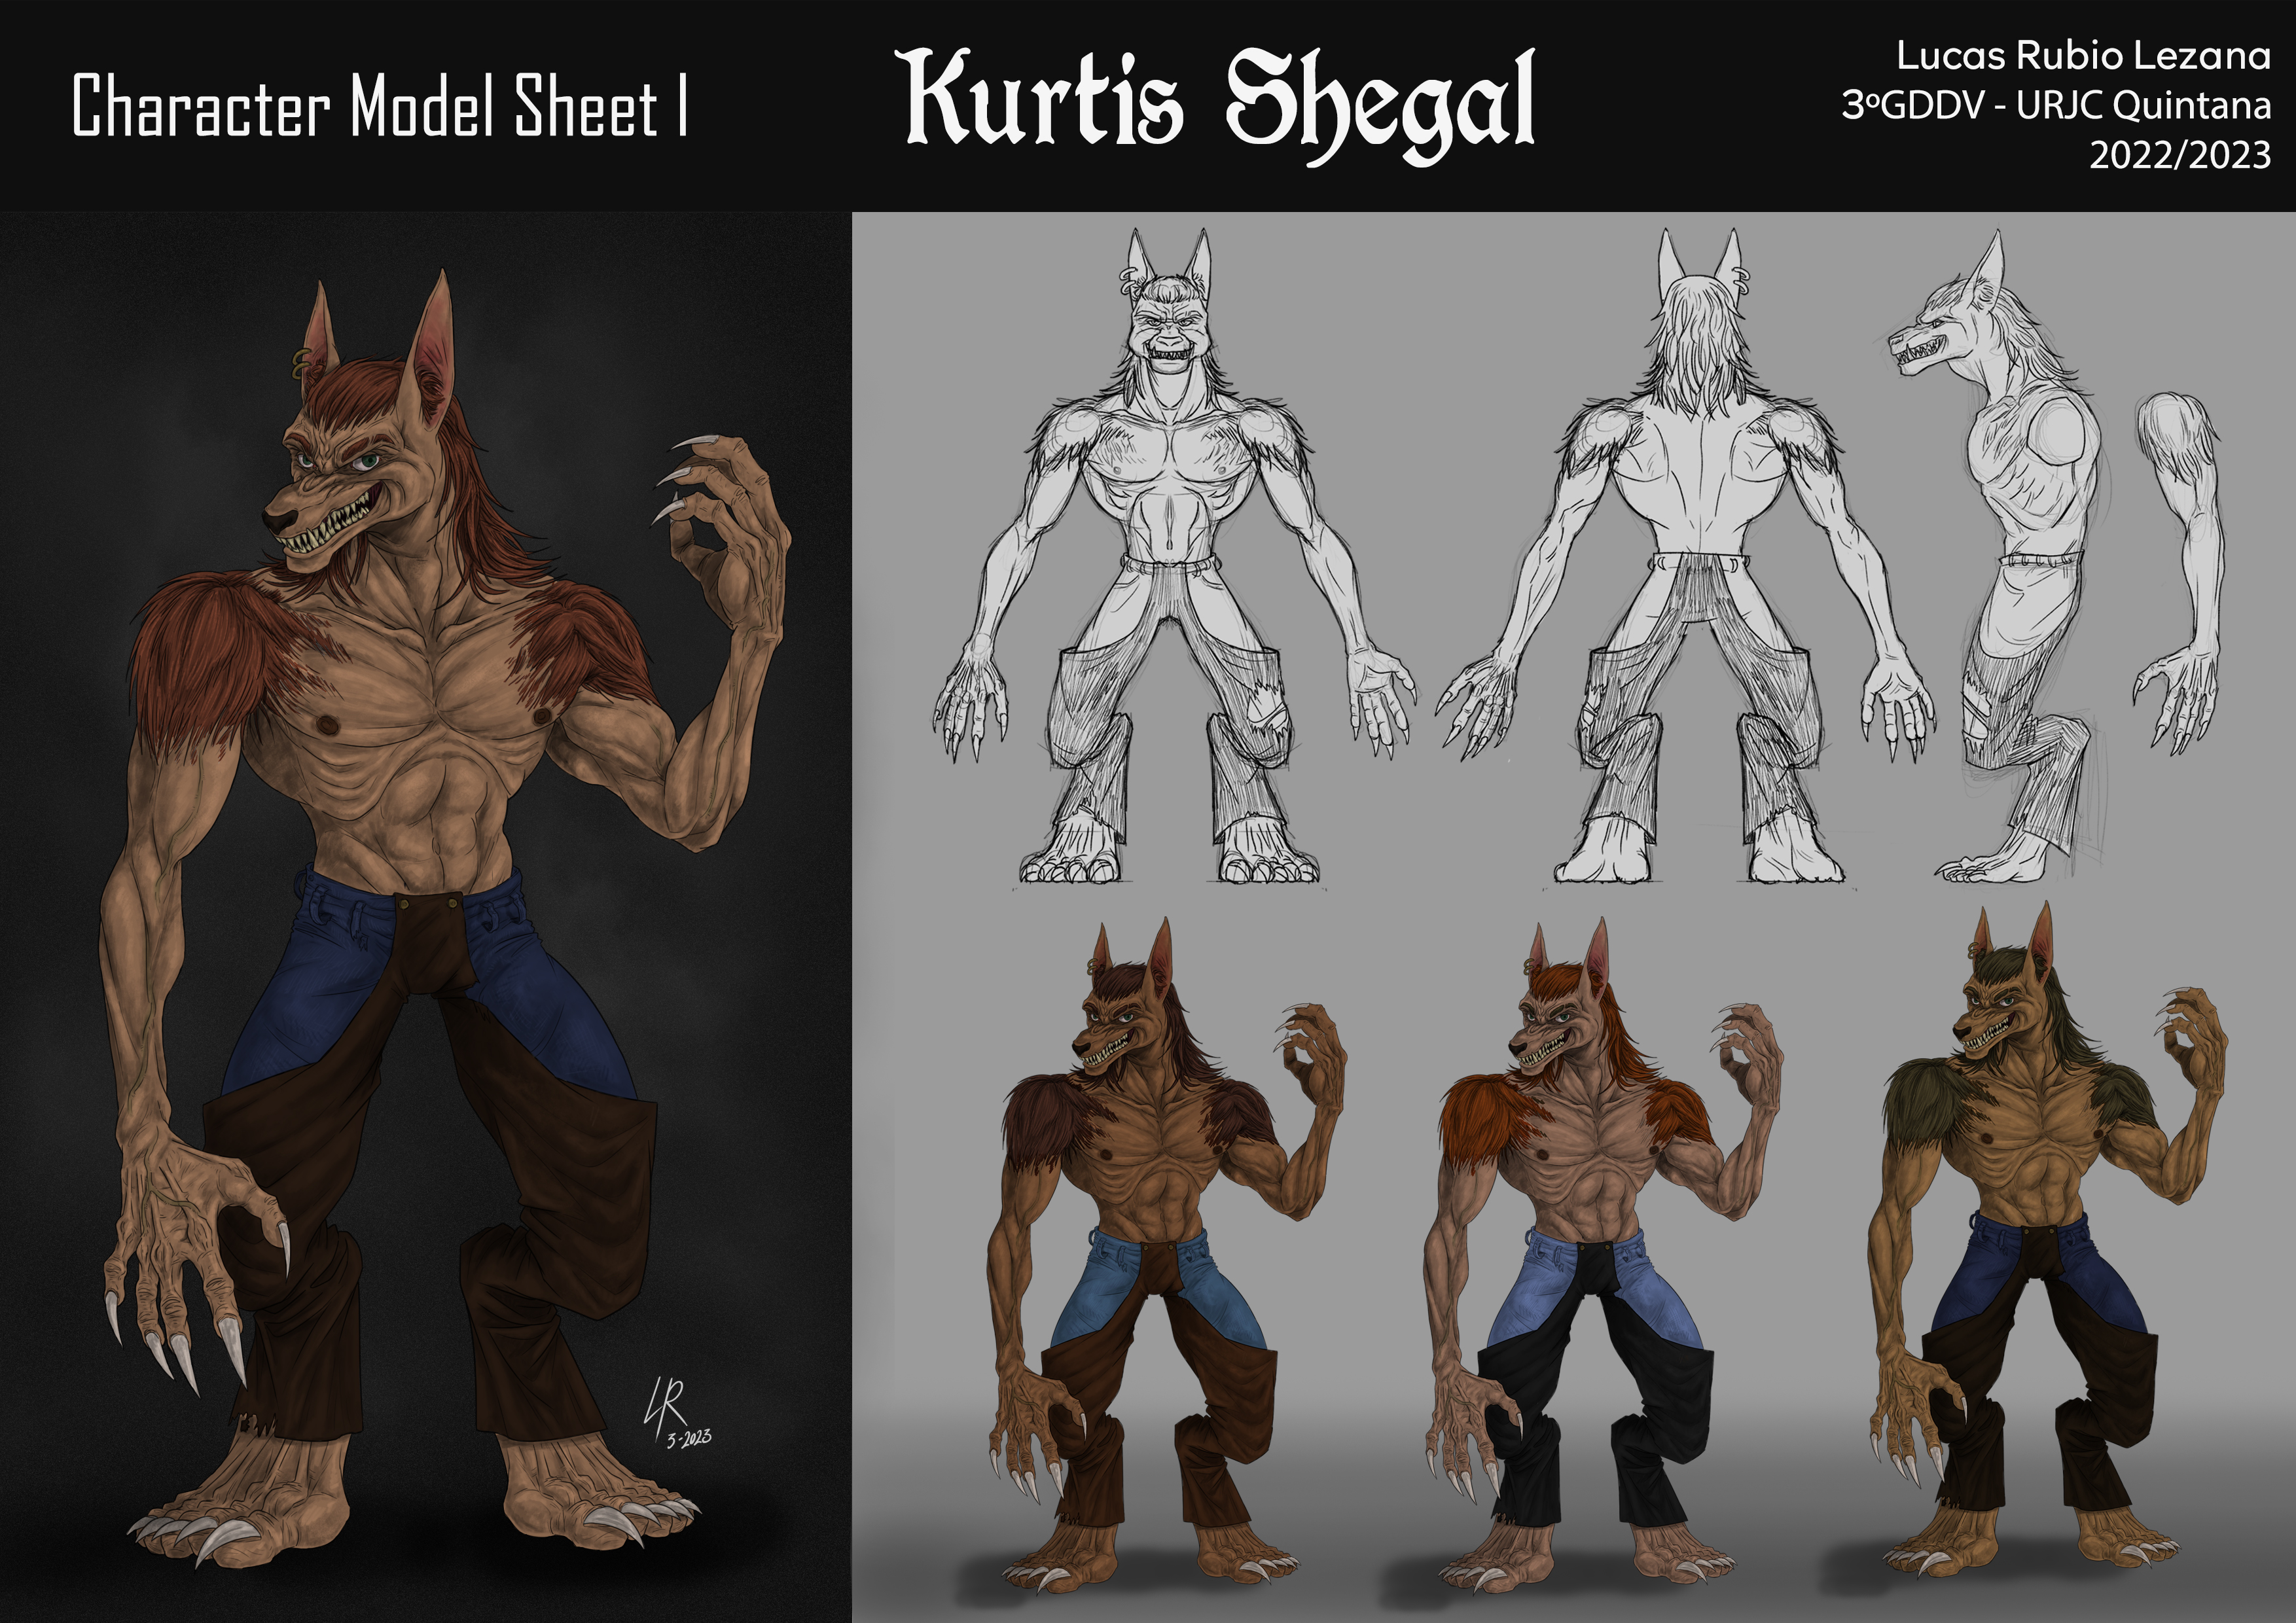 Character Model Sheet I
Kurtis Shegal
Lucas Rubio Lezana
3ºGDDV - URJC Quintana
2022/2023
LR
3-2023